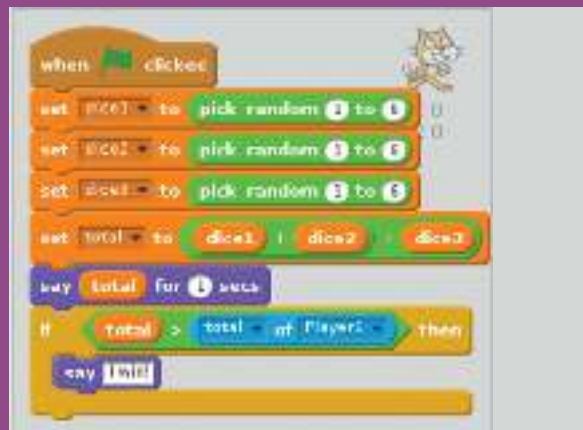 when clicked
set dice1 to pick random 1 to 6
set dice2 to pick random 1 to 6
set dice3 to pick random 1 to 6
set total to dice1 + dice2 + dice3
say total for secs
if total > total of Player1 then
say I win!